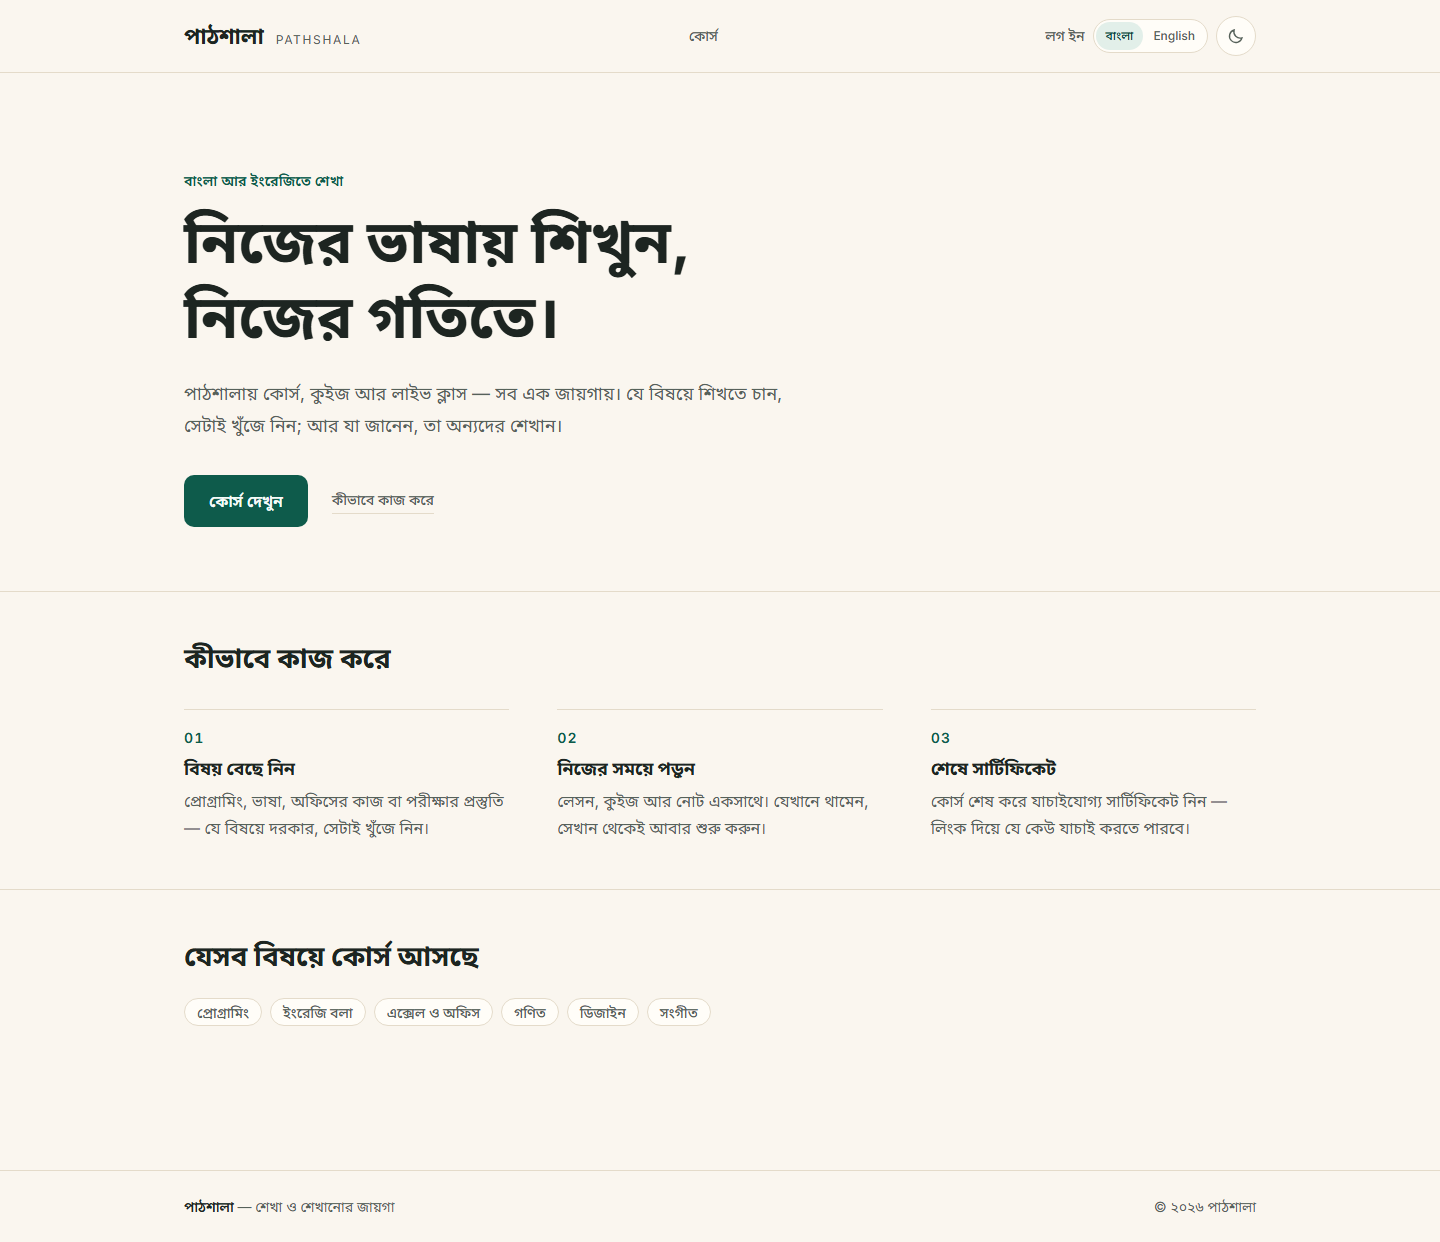 পাঠশালা PATHSHALA
কোর্স
লগ ইন
বাংলা English
বাংলা আর ইংরেজিতে শেখা
নিজের ভাষায় শিখুন,
নিজের গতিতে।
পাঠশালায় কোর্স, কুইজ আর লাইভ ক্লাস — সব এক জায়গায়। যে বিষয়ে শিখতে চান,
সেটাই খুঁজে নিন; আর যা জানেন, তা অন্যদের শেখান।
কোর্স দেখুন
কীভাবে কাজ করে
কীভাবে কাজ করে
01
বিষয় বেছে নিন
প্রোগ্রামিং, ভাষা, অফিসের কাজ বা পরীক্ষার প্রস্তুতি
— যে বিষয়ে দরকার, সেটাই খুঁজে নিন।
02
নিজের সময়ে পড়ুন
লেসন, কুইজ আর নোট একসাথে। যেখানে থামেন,
সেখান থেকেই আবার শুরু করুন।
03
শেষে সার্টিফিকেট
কোর্স শেষ করে যাচাইযোগ্য সার্টিফিকেট নিন —
লিংক দিয়ে যে কেউ যাচাই করতে পারবে।
যেসব বিষয়ে কোর্স আসছে
প্রোগ্রামিং
ইংরেজি বলা
এক্সেল ও অফিস
গণিত
ডিজাইন
সংগীত
পাঠশালা — শেখা ও শেখানোর জায়গা
© ২০২৬ পাঠশালা